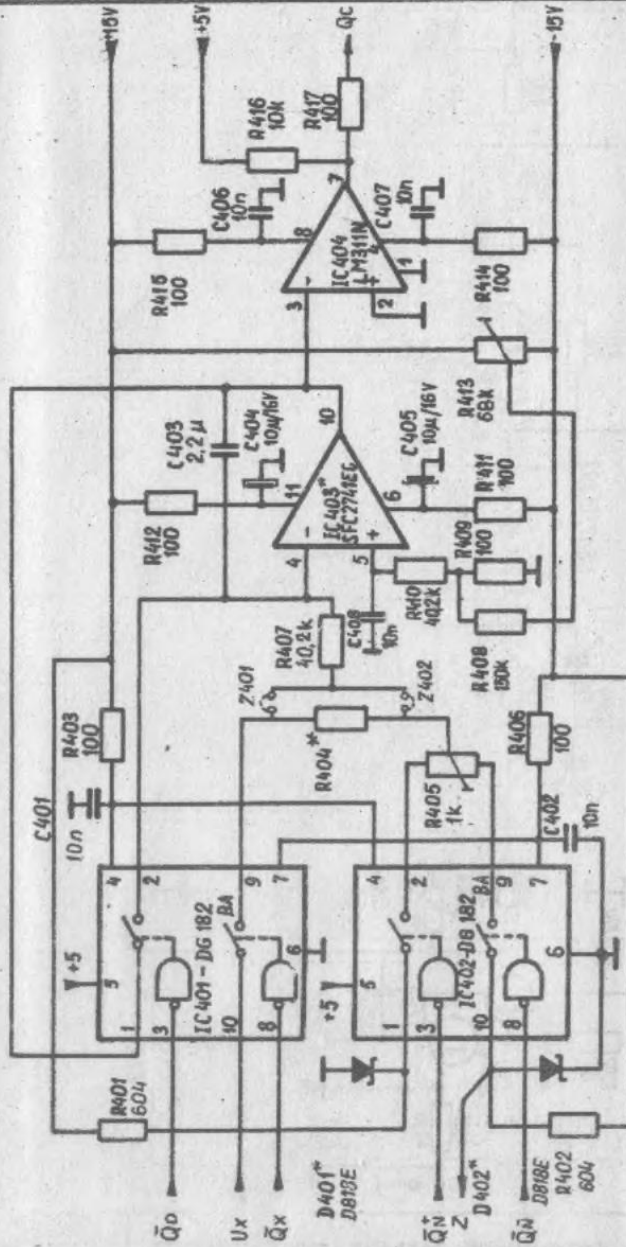 +15V
+5V
Qc
-15V
R416
10k
R417
100
R415
100
C406
10n
8
7
3
-
IC404
LM311N
+
2
1
4
C407
10n
R414
100
R413
68k
C403
2,2 μ
C404
10μ/16V
10
R412
100
11
4
-
IC403*
SFC2741EC
+
5
6
C405
10μ/16V
R411
100
R409
100
R410
40,2k
C408
10n
R408
R407
40,2k
Z401
Z402
R403
100
R404*
R405
1k
R406
100
C401
10n
C402
10n
+5
4
2
5
1
3
9
BA
10
8
7
6
IC401 - DG 182
+5
4
2
5
1
3
BA
9
10
8
7
6
IC402-DG 182
R401
604
D401*
D818E
D402*
D818E
R402
604
Q̄o
Ux
Q̄x
Q̄N+
Z
Q̄N-